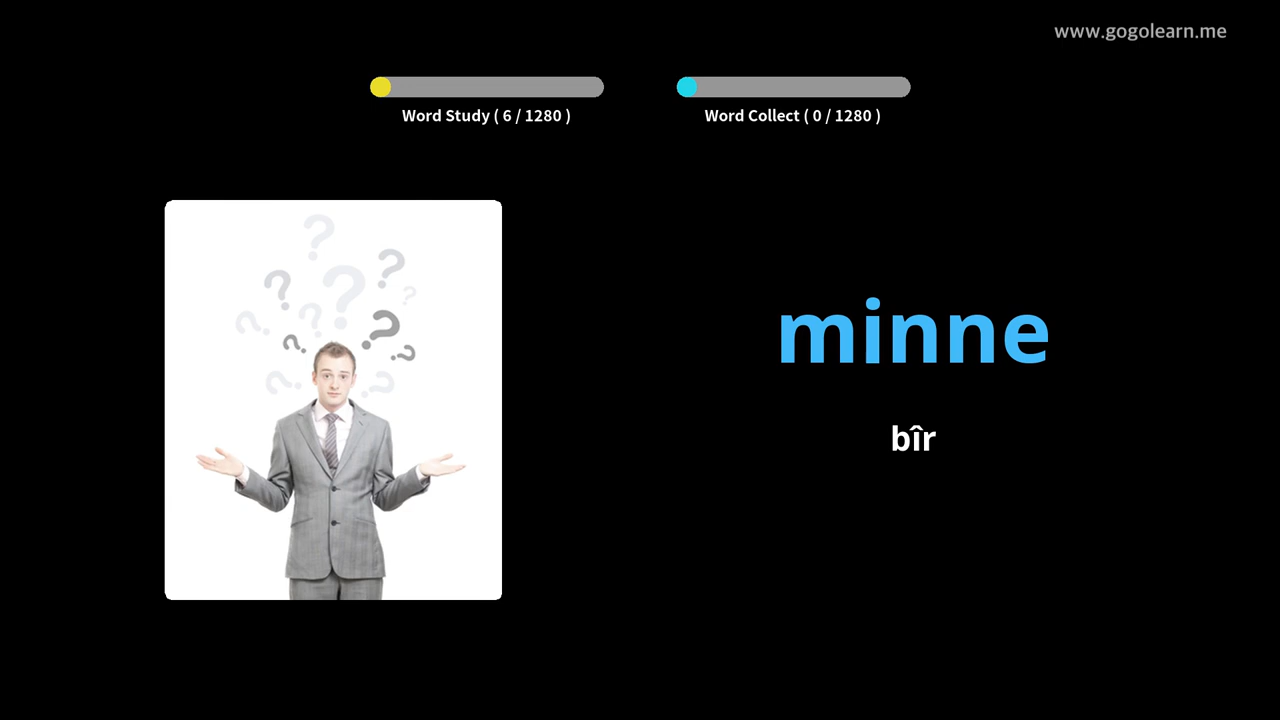 www.gogolearn.me
Word Study ( 6 / 1280 )
Word Collect ( 0 / 1280 )
? ? ? ? ? ? ? ? ? ? ?
minne
bîr